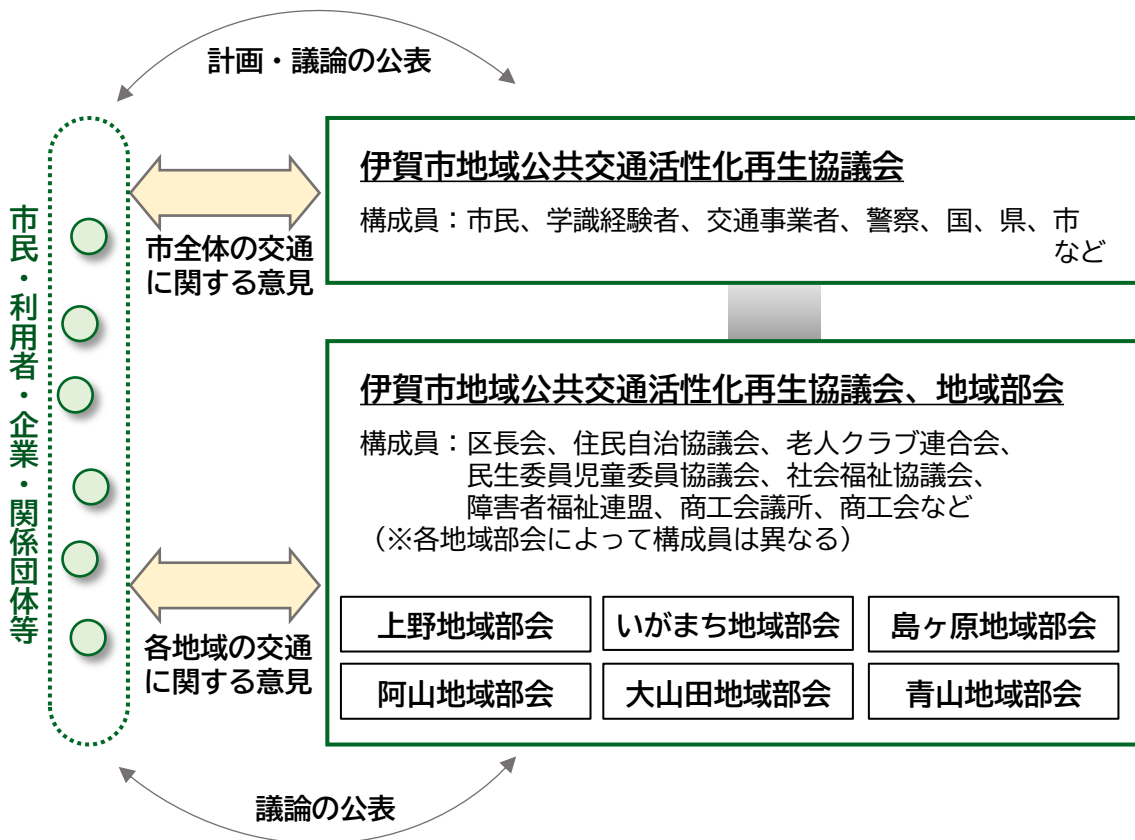 計画・議論の公表
市民・利用者・企業・関係団体等
市全体の交通
に関する意見
伊賀市地域公共交通活性化再生協議会
構成員：市民、学識経験者、交通事業者、警察、国、県、市
など
伊賀市地域公共交通活性化再生協議会、地域部会
構成員：区長会、住民自治協議会、老人クラブ連合会、
民生委員児童委員協議会、社会福祉協議会、
障害者福祉連盟、商工会議所、商工会など
（※各地域部会によって構成員は異なる）
各地域の交通
に関する意見
上野地域部会
いがまち地域部会
島ヶ原地域部会
阿山地域部会
大山田地域部会
青山地域部会
議論の公表